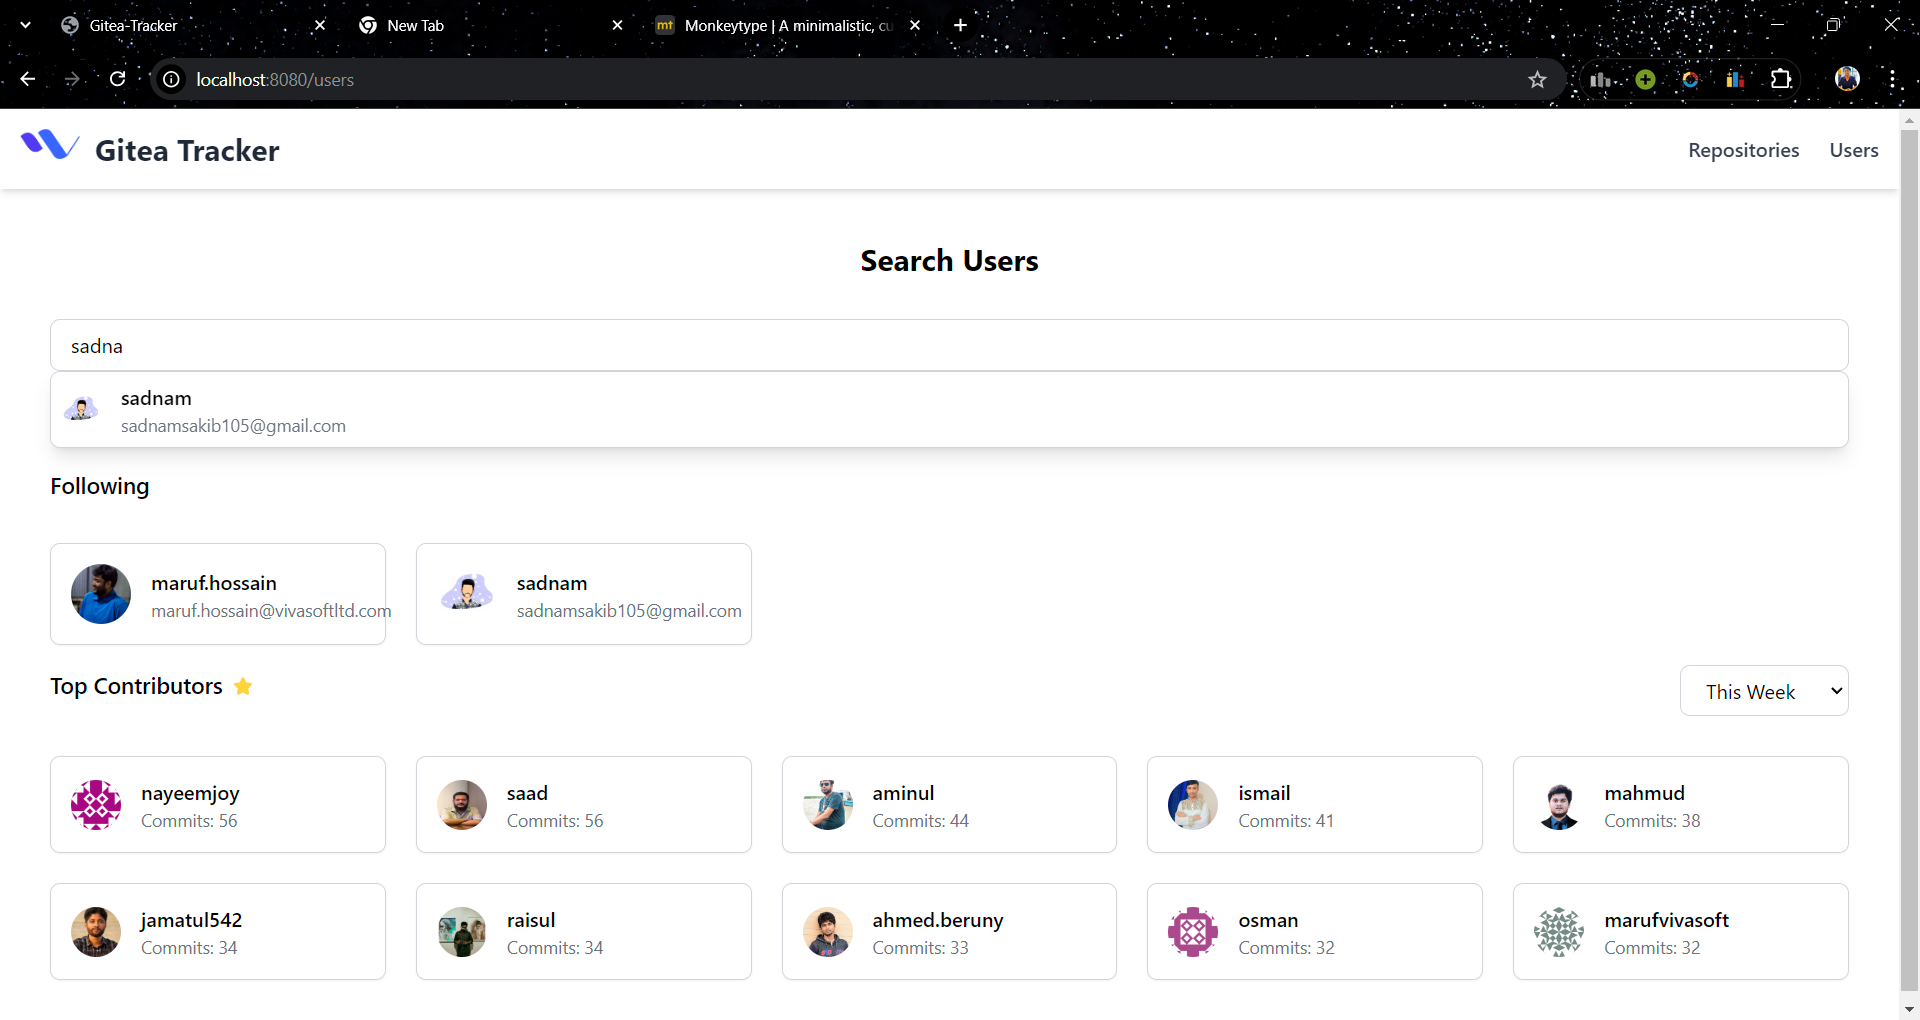 Gitea-Tracker
New Tab
mt
Monkeytype | A minimalistic, cu
localhost:8080/users
Gitea Tracker
Repositories
Users
Search Users
sadna
sadnam
sadnamsakib105@gmail.com
Following
maruf.hossain
maruf.hossain@vivasoftltd.com
sadnam
sadnamsakib105@gmail.com
Top Contributors
This Week
nayeemjoy
Commits: 56
saad
Commits: 56
aminul
Commits: 44
ismail
Commits: 41
mahmud
Commits: 38
jamatul542
Commits: 34
raisul
Commits: 34
ahmed.beruny
Commits: 33
osman
Commits: 32
marufvivasoft
Commits: 32